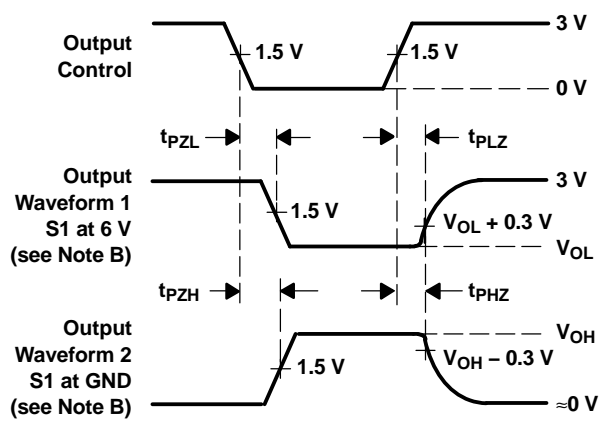 Output
Control
1.5 V
1.5 V
3 V
0 V
tPZL
tPLZ
Output
Waveform 1
S1 at 6 V
(see Note B)
1.5 V
3 V
VOL + 0.3 V
VOL
tPZH
tPHZ
Output
Waveform 2
S1 at GND
(see Note B)
1.5 V
VOH
VOH – 0.3 V
≈0 V